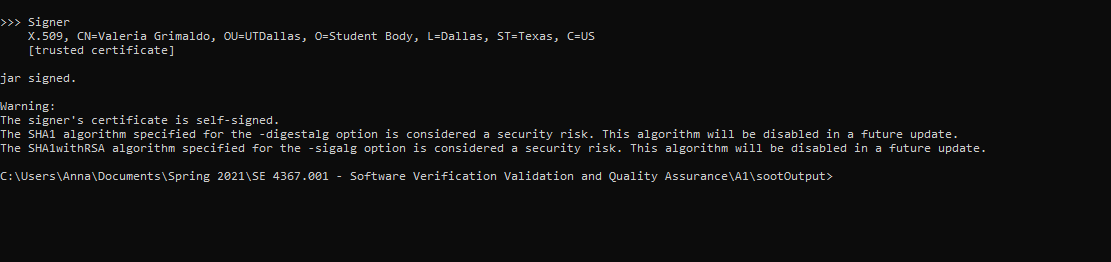 >>> Signer
X.509, CN=Valeria Grimaldo, OU=UTDallas, O=Student Body, L=Dallas, ST=Texas, C=US
[trusted certificate]
jar signed.
Warning:
The signer's certificate is self-signed.
The SHA1 algorithm specified for the -digestalg option is considered a security risk. This algorithm will be disabled in a future update.
The SHA1withRSA algorithm specified for the -sigalg option is considered a security risk. This algorithm will be disabled in a future update.
C:\Users\Anna\Documents\Spring 2021\SE 4367.001 - Software Verification Validation and Quality Assurance\A1\sootOutput>